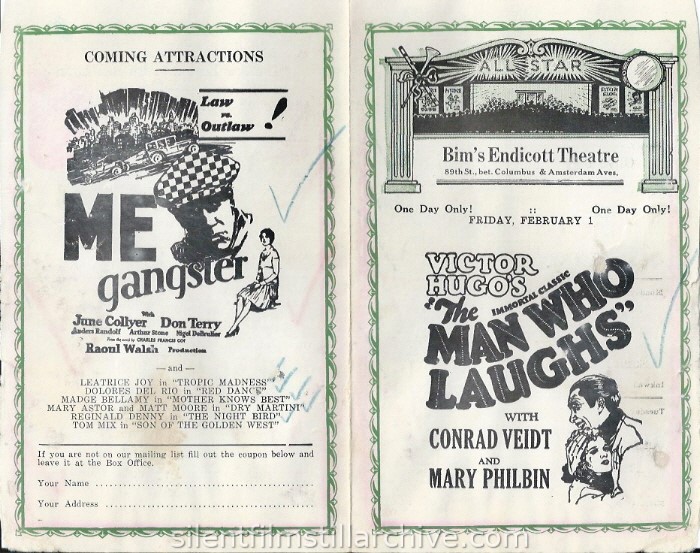 COMING ATTRACTIONS
Law
vs.
Outlaw !
ME
gangster
With
June Collyer Don Terry
Anders Randolf Arthur Stone Nigel DeBrulier
CHARLES FRANCIS COE
Raoul Walsh Production
— and —
LEATRICE JOY in "TROPIC MADNESS"
DOLORES DEL RIO in "RED DANCE"
MADGE BELLAMY in "MOTHER KNOWS BEST"
MARY ASTOR and MATT MOORE in "DRY MARTINI"
REGINALD DENNY in "THE NIGHT BIRD"
TOM MIX in "SON OF THE GOLDEN WEST"
If you are not on our mailing list fill out the coupon below and
leave it at the Box Office.
Your Name
Your Address
ALL STAR
Bim's Endicott Theatre
89th St., bet. Columbus & Amsterdam Aves.
One Day Only! :: One Day Only!
FRIDAY, FEBRUARY 1
VICTOR
HUGO'S
IMMORTAL CLASSIC
"The
MAN WHO
LAUGHS"
WITH
CONRAD VEIDT
AND
MARY PHILBIN
silentfilmstillarchive.com